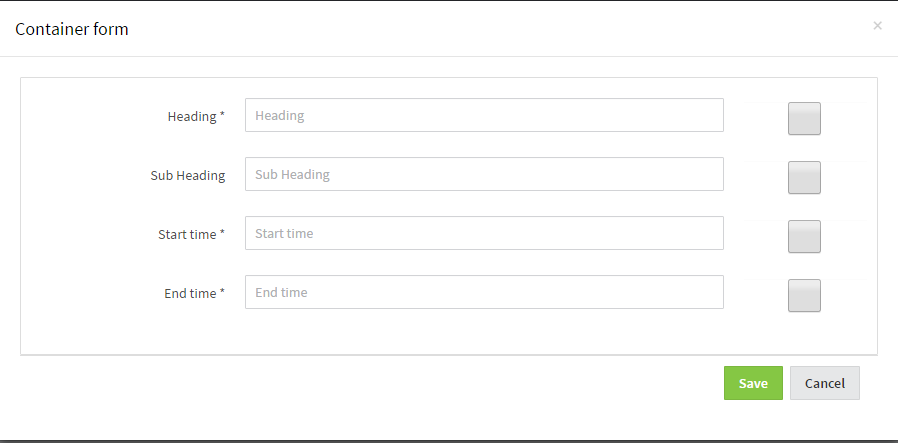 Container form
×
Heading *
Heading
Sub Heading
Sub Heading
Start time *
Start time
End time *
End time
Save
Cancel